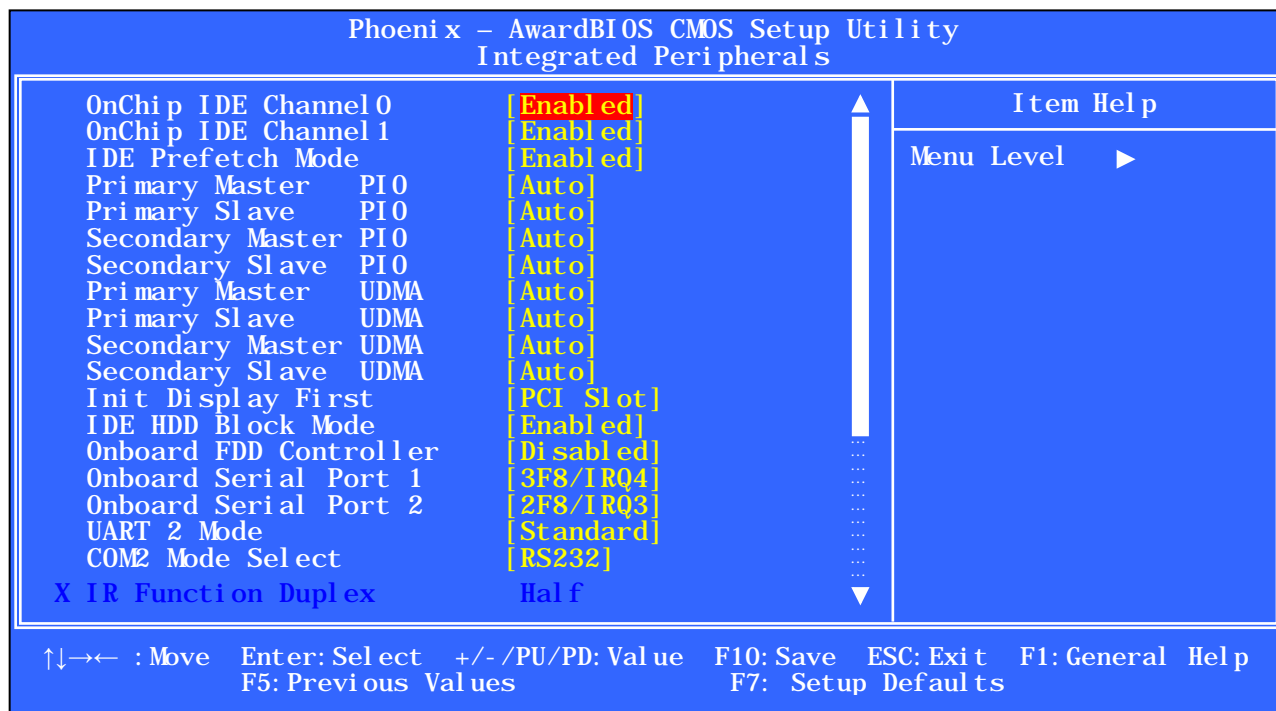 Phoenix – AwardBIOS CMOS Setup Utility
Integrated Peripherals
OnChip IDE Channel0 [Enabled]
OnChip IDE Channel1 [Enabled]
IDE Prefetch Mode [Enabled]
Primary Master PIO [Auto]
Primary Slave PIO [Auto]
Secondary Master PIO [Auto]
Secondary Slave PIO [Auto]
Primary Master UDMA [Auto]
Primary Slave UDMA [Auto]
Secondary Master UDMA [Auto]
Secondary Slave UDMA [Auto]
Init Display First [PCI Slot]
IDE HDD Block Mode [Enabled]
Onboard FDD Controller [Disabled]
Onboard Serial Port 1 [3F8/IRQ4]
Onboard Serial Port 2 [2F8/IRQ3]
UART 2 Mode [Standard]
COM2 Mode Select [RS232]
X IR Function Duplex Half
Item Help
Menu Level ►
↑↓→← :Move Enter:Select +/-/PU/PD:Value F10:Save ESC:Exit F1:General Help
F5:Previous Values F7: Setup Defaults